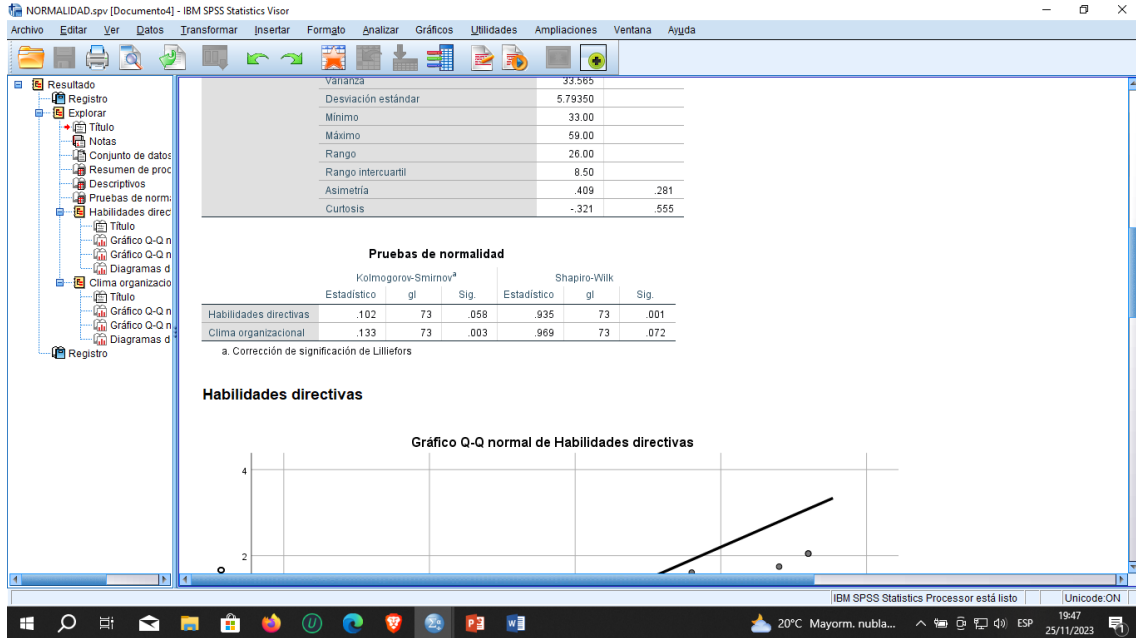 NORMALIDAD.spv [Documento4] - IBM SPSS Statistics Visor
Archivo Editar Ver Datos Transformar Insertar Formato Analizar Gráficos Utilidades Ampliaciones Ventana Ayuda
Resultado
Registro
Explorar
Título
Notas
Conjunto de datos
Resumen de proc
Descriptivos
Pruebas de norm
Habilidades direc
Título
Gráfico Q-Q n
Gráfico Q-Q n
Diagramas d
Clima organizacio
Título
Gráfico Q-Q n
Gráfico Q-Q n
Diagramas d
Registro
Varianza 33.565
Desviación estándar 5.79350
Mínimo 33.00
Máximo 59.00
Rango 26.00
Rango intercuartil 8.50
Asimetría .409 .281
Curtosis -.321 .555
Pruebas de normalidad
Kolmogorov-Smirnov^a Shapiro-Wilk
Estadístico gl Sig. Estadístico gl Sig.
Habilidades directivas .102 73 .058 .935 73 .001
Clima organizacional .133 73 .003 .969 73 .072
a. Corrección de significación de Lilliefors
Habilidades directivas
Gráfico Q-Q normal de Habilidades directivas
4
2
IBM SPSS Statistics Processor está listo Unicode:ON
20°C Mayorm. nubla... ESP 19:47
25/11/2023